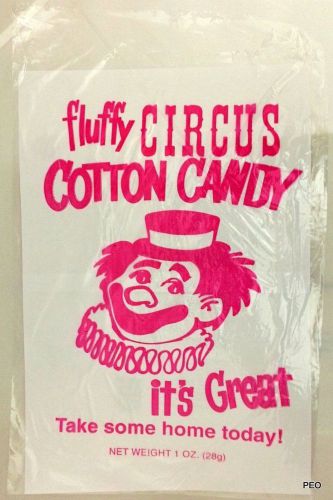 fluffy CIRCUS
COTTON CANDY
it's Great
Take some home today!
NET WEIGHT 1 OZ. (28g)
PEO